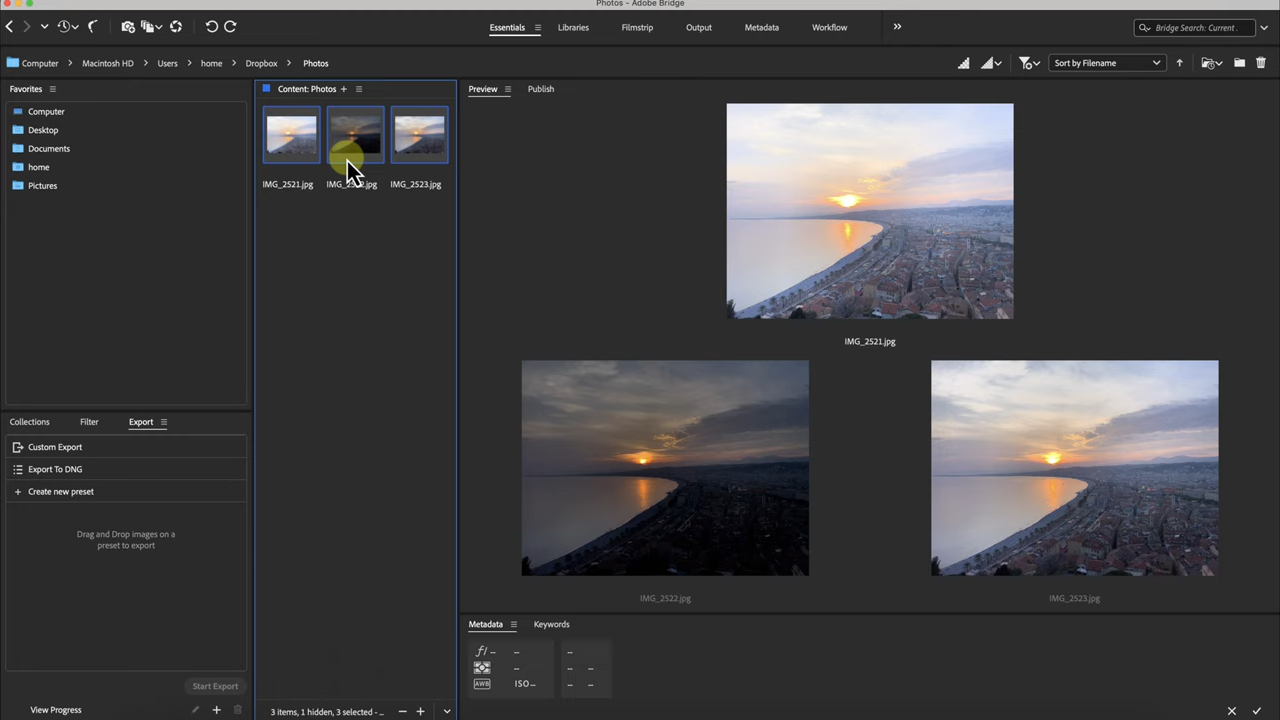 Photos - Adobe Bridge
Essentials
Libraries
Filmstrip
Output
Metadata
Workflow
Bridge Search: Current .
Computer
Macintosh HD
Users
home
Dropbox
Photos
Sort by Filename
Favorites
Computer
Desktop
Documents
home
Pictures
Collections
Filter
Export
Custom Export
Export To DNG
+ Create new preset
Drag and Drop images on a
preset to export
Start Export
View Progress
Content: Photos
IMG_2521.jpg
IMG_2523.jpg
3 items, 1 hidden, 3 selected - ...
Preview
Publish
IMG_2521.jpg
IMG_2522.jpg
IMG_2523.jpg
Metadata
Keywords
f/ -- --
--
--
-- --
AWB
ISO--
-- --